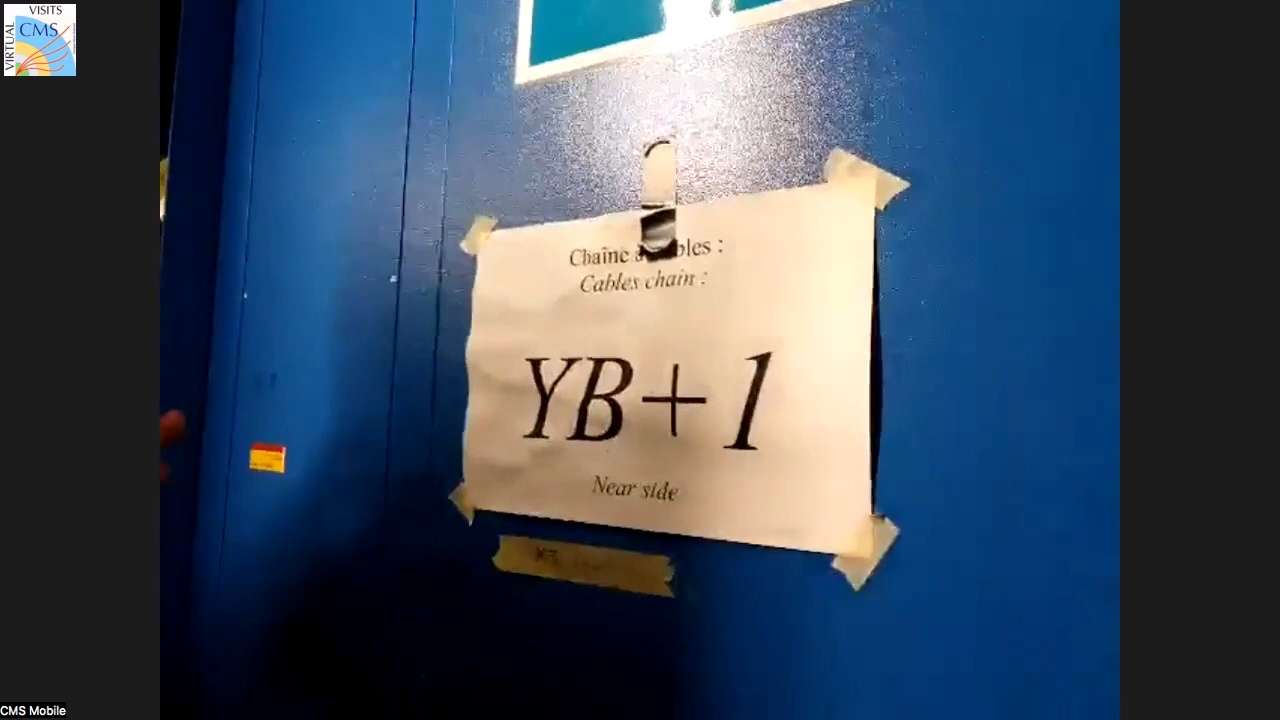 VISITS
VIRTUAL
CMS
Chaîne
Cables chain :
YB+1
Near side
CMS Mobile